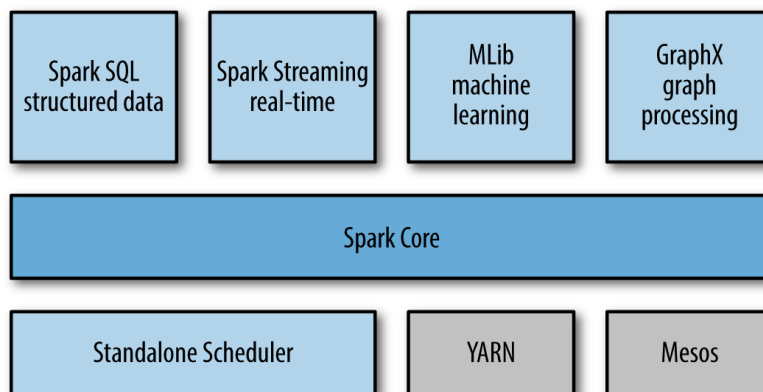 Spark SQL
structured data
Spark Streaming
real-time
MLib
machine
learning
GraphX
graph
processing
Spark Core
Standalone Scheduler
YARN
Mesos